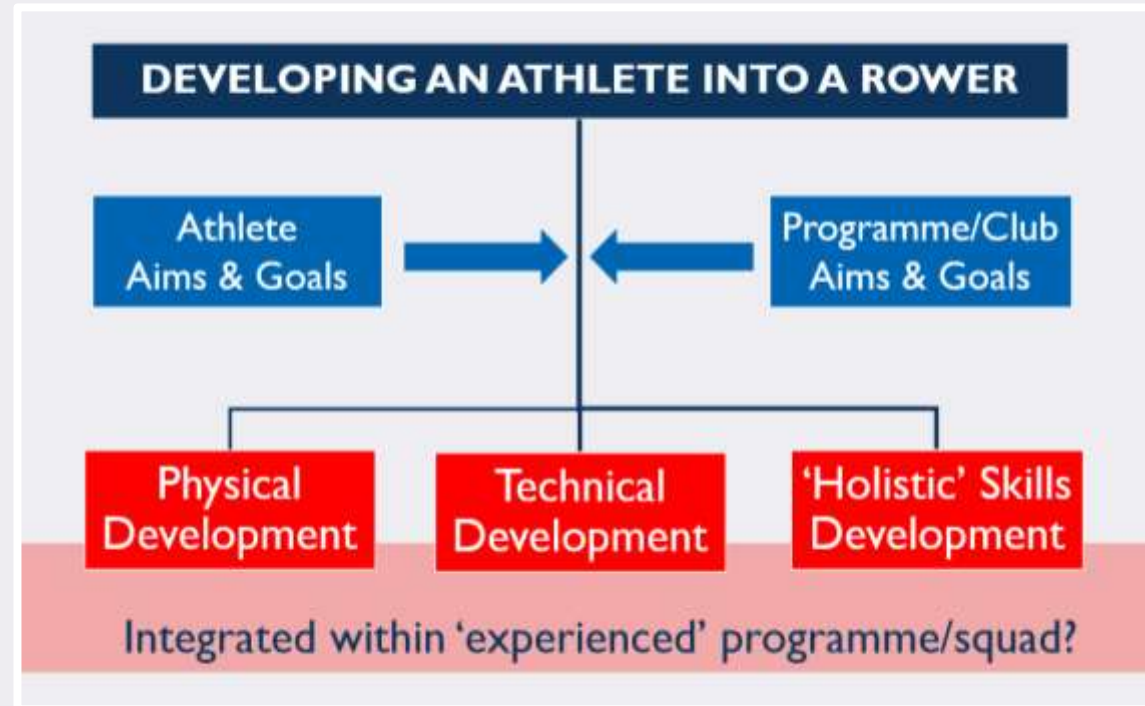 DEVELOPING AN ATHLETE INTO A ROWER
Athlete
Aims & Goals
Programme/Club
Aims & Goals
Physical
Development
Technical
Development
‘Holistic’ Skills
Development
Integrated within ‘experienced’ programme/squad?